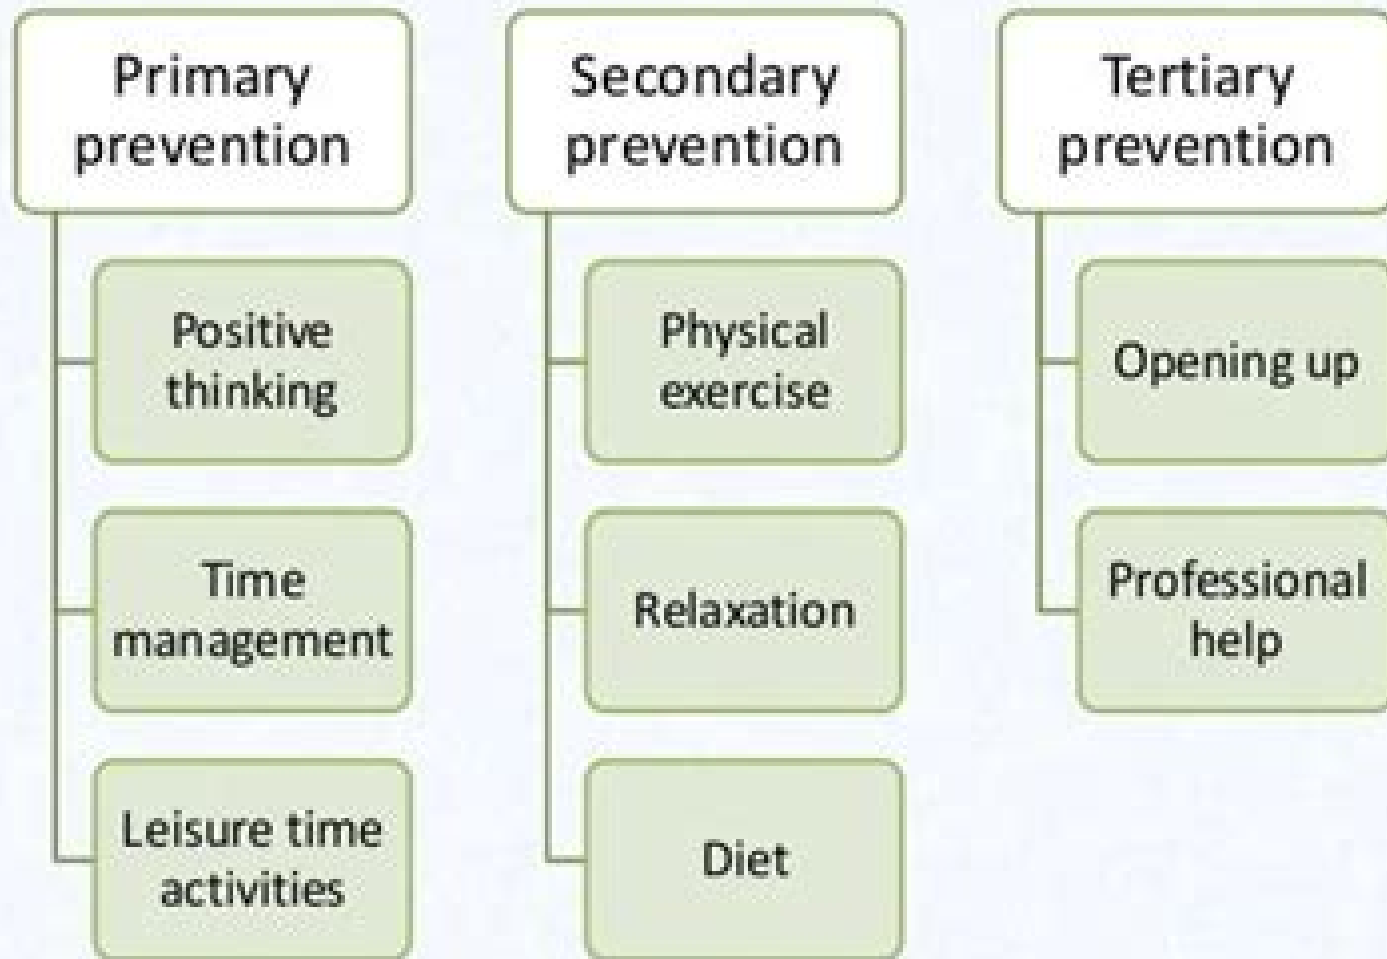 Primary
prevention
Positive
thinking
Time
management
Leisure time
activities
Secondary
prevention
Physical
exercise
Relaxation
Diet
Tertiary
prevention
Opening up
Professional
help